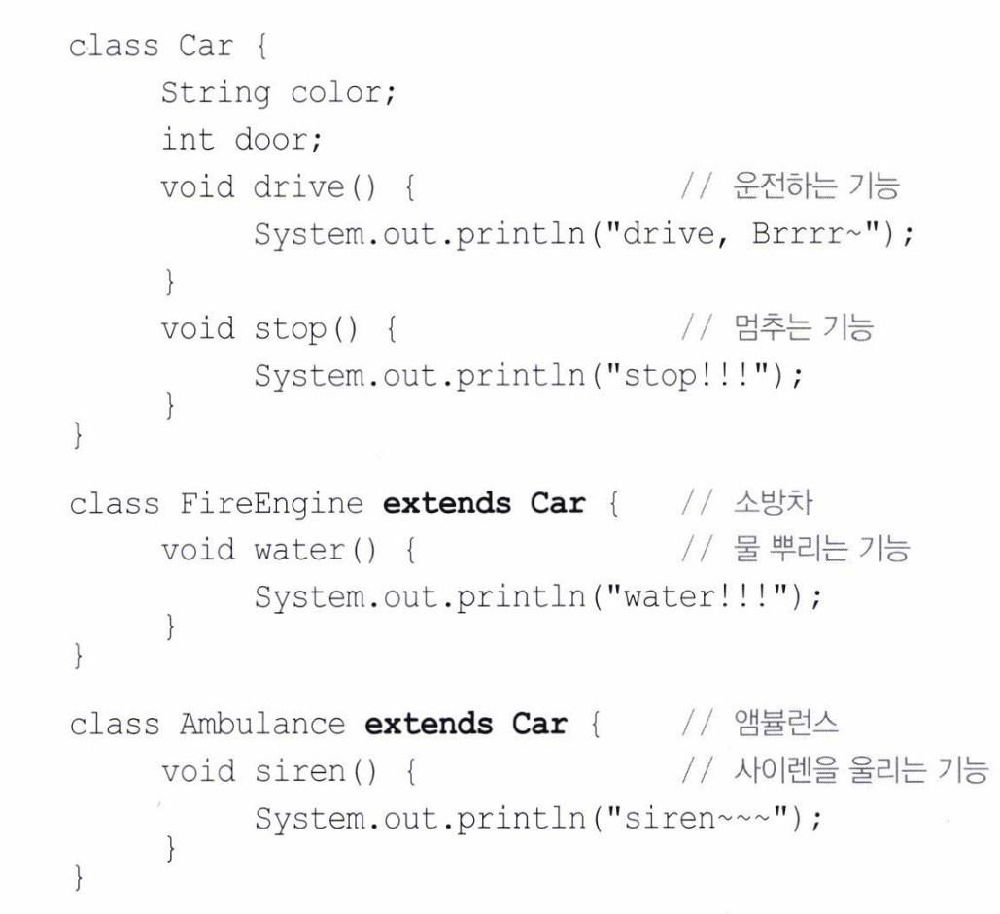 class Car {
String color;
int door;
void drive() { // 운전하는 기능
System.out.println("drive, Brrrr~");
}
void stop() { // 멈추는 기능
System.out.println("stop!!!");
}
}
class FireEngine extends Car { // 소방차
void water() { // 물 뿌리는 기능
System.out.println("water!!!");
}
}
class Ambulance extends Car { // 앰뷸런스
void siren() { // 사이렌을 울리는 기능
System.out.println("siren~~~");
}
}